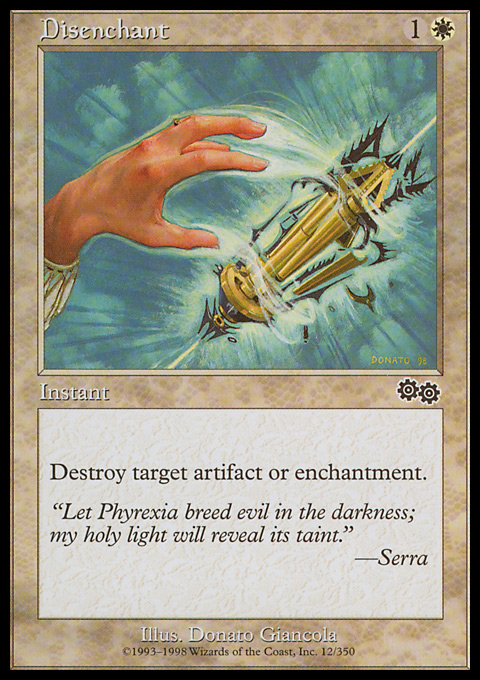 Disenchant 1
DONATO 98
Instant
Destroy target artifact or enchantment.
“Let Phyrexia breed evil in the darkness;
my holy light will reveal its taint.”
—Serra
Illus. Donato Giancola
©1993–1998 Wizards of the Coast, Inc. 12/350